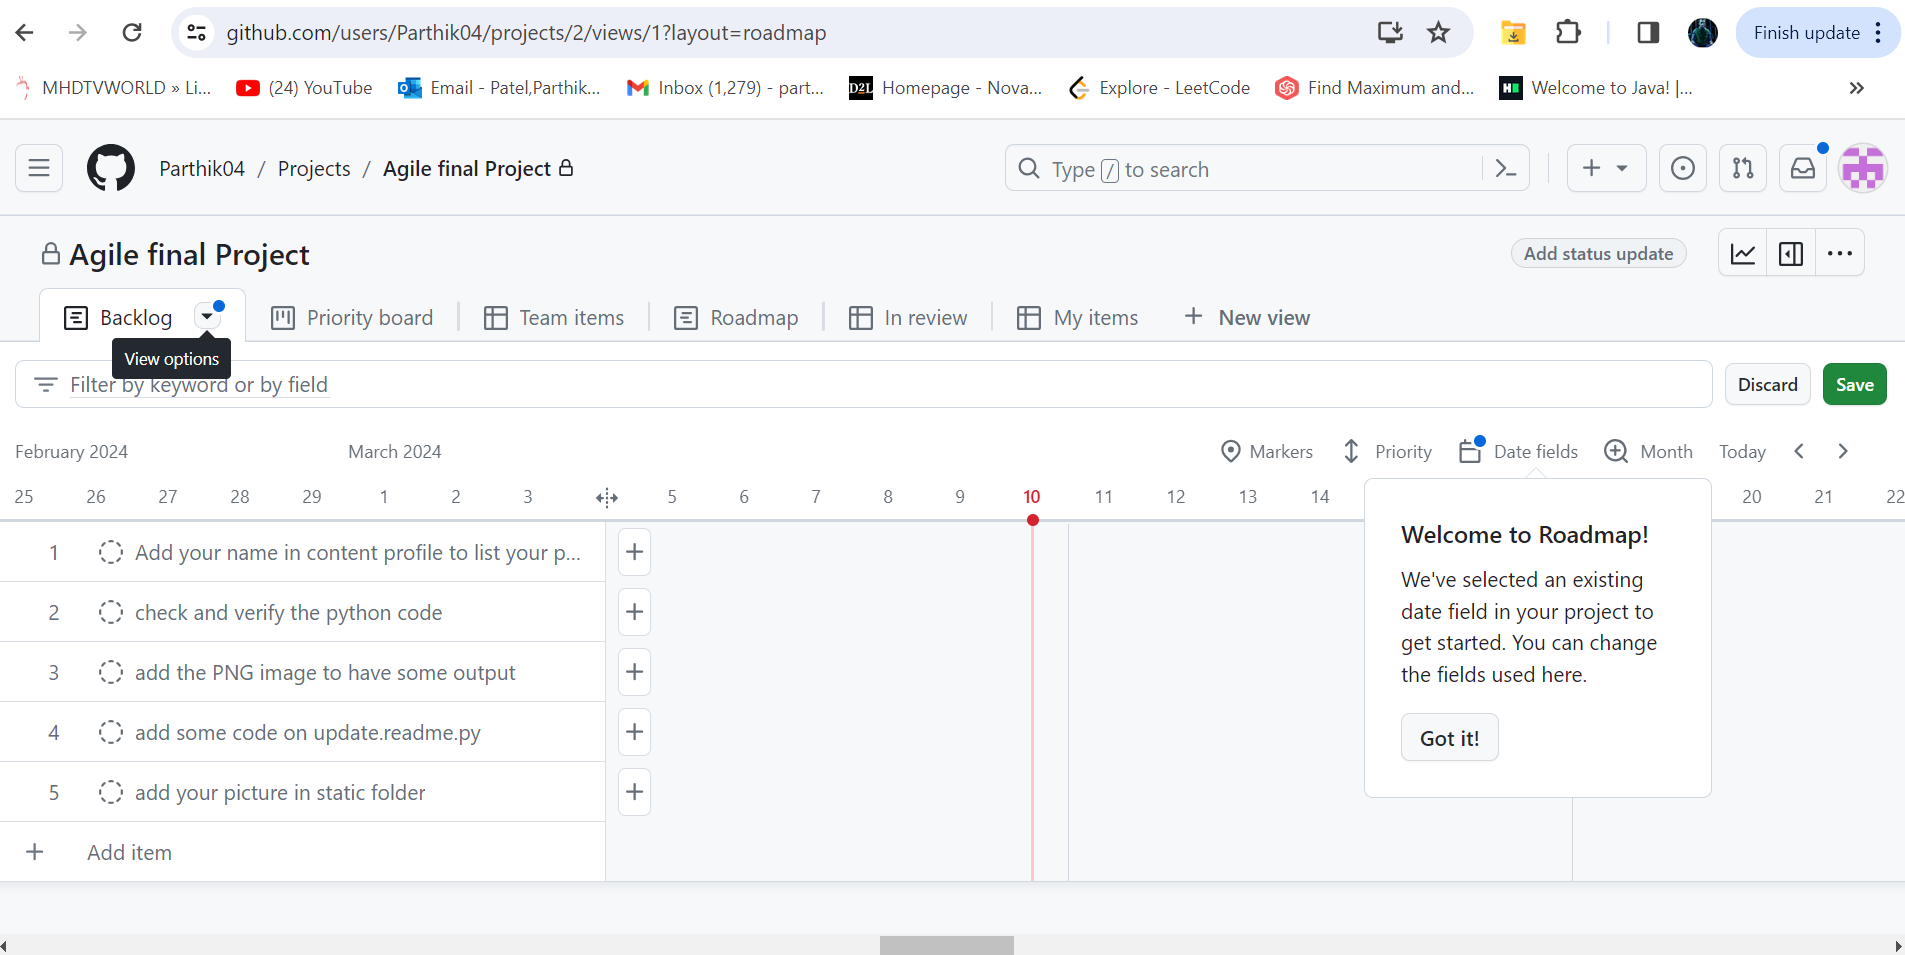 github.com/users/Parthik04/projects/2/views/1?layout=roadmap
Finish update
MHDTVWORLD » Li...
(24) YouTube
Email - Patel,Parthik...
Inbox (1,279) - part...
D2L
Homepage - Nova...
Explore - LeetCode
Find Maximum and...
H
Welcome to Java! |...
Parthik04 / Projects / Agile final Project
Type / to search
Agile final Project
Add status update
Backlog
Priority board
Team items
Roadmap
In review
My items
+ New view
View options
Filter by keyword or by field
Discard
Save
February 2024
March 2024
Markers
Priority
Date fields
Month
Today
25 26 27 28 29 1 2 3 5 6 7 8 9 10 11 12 13 14 20 21 22
1 Add your name in content profile to list your p...
2 check and verify the python code
3 add the PNG image to have some output
4 add some code on update.readme.py
5 add your picture in static folder
+ Add item
Welcome to Roadmap!
We've selected an existing
date field in your project to
get started. You can change
the fields used here.
Got it!